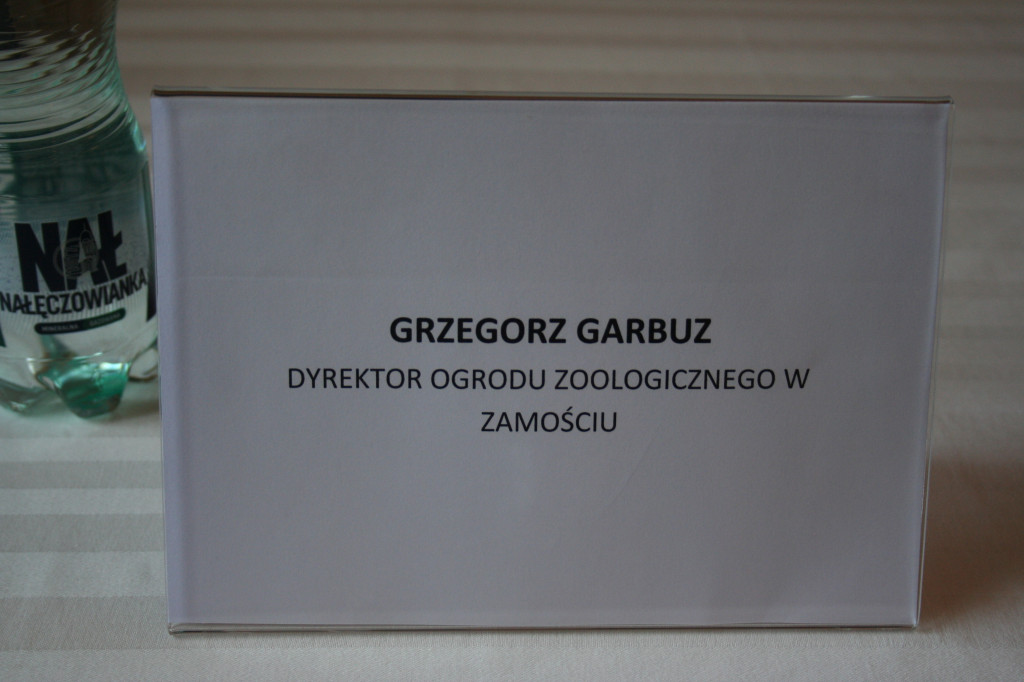 NAŁ
NAŁĘCZOWIANKA
GRZEGORZ GARBUZ
DYREKTOR OGRODU ZOOLOGICZNEGO W
ZAMOŚCIU